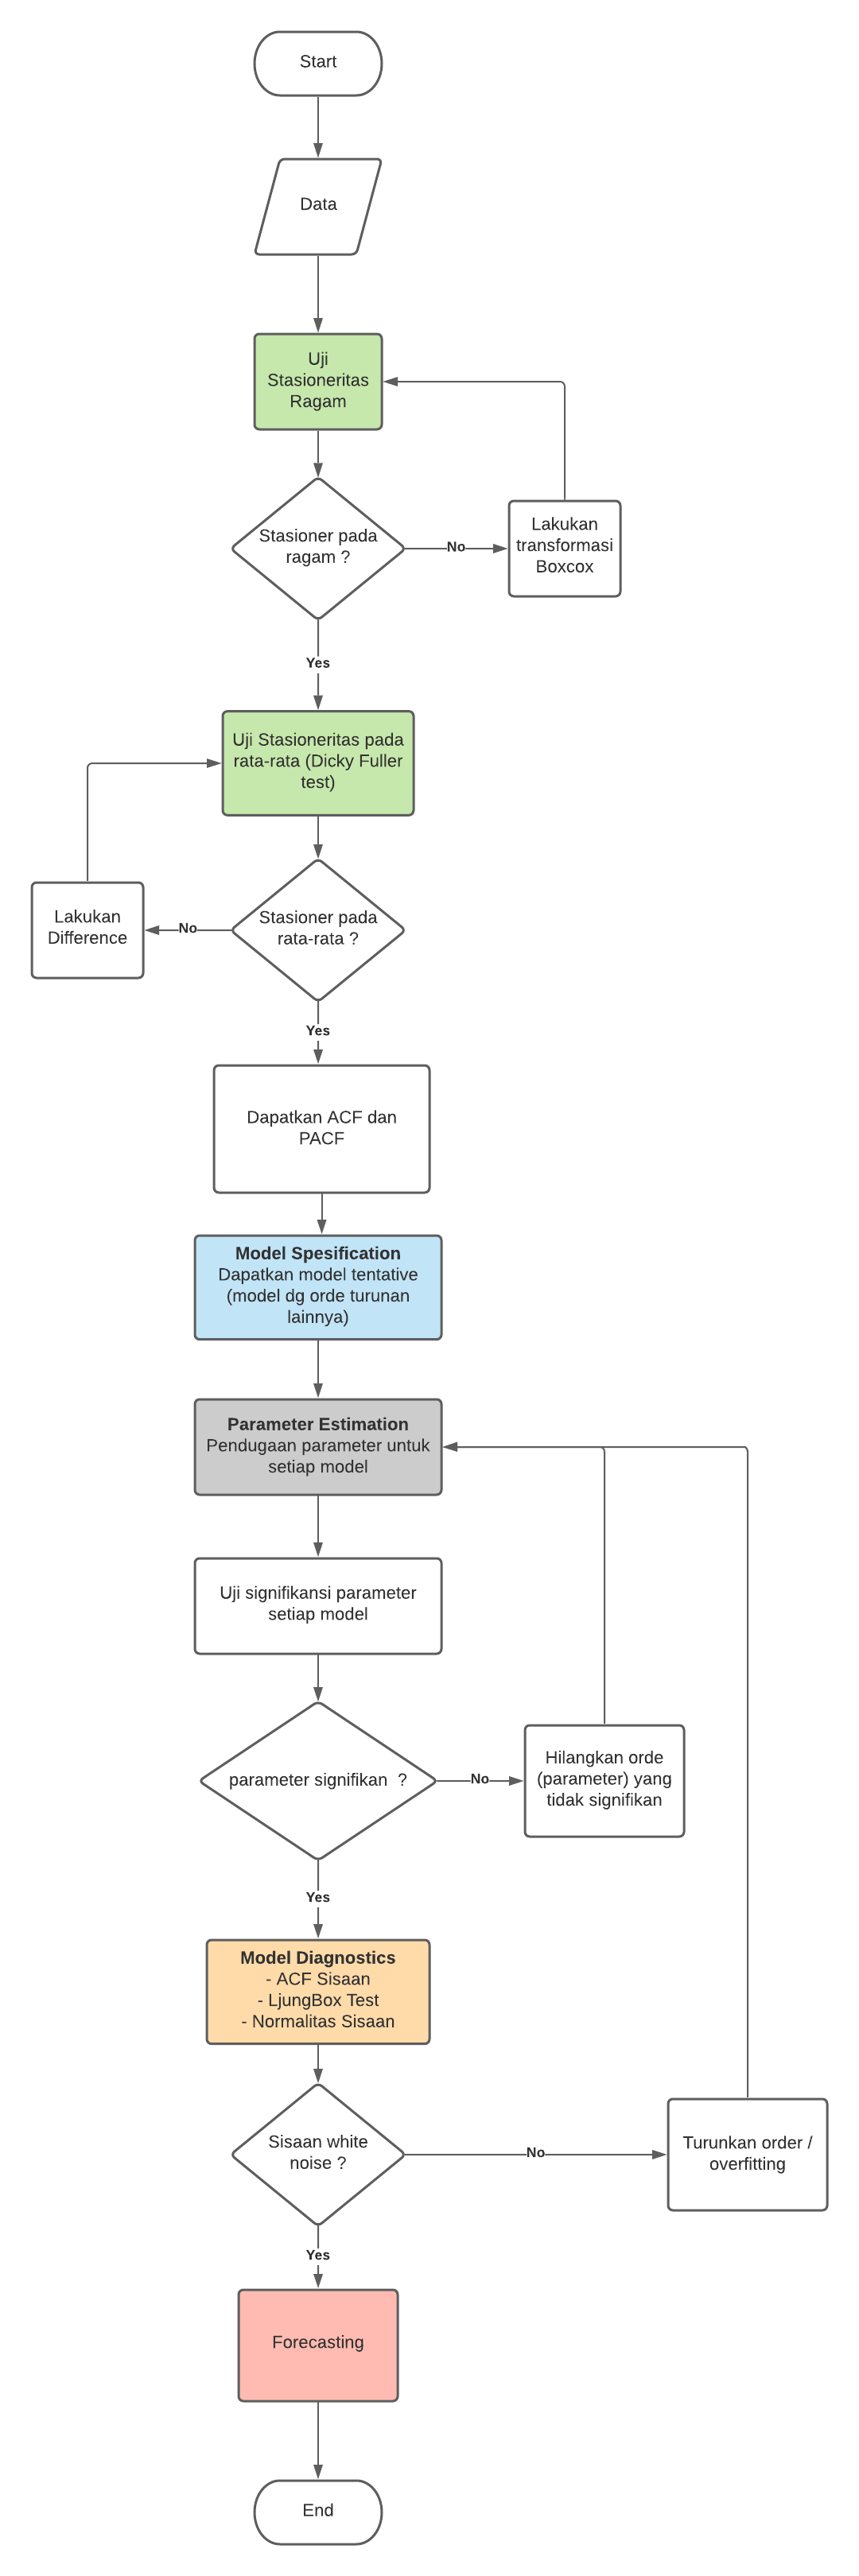 Start
Data
Uji
Stasioneritas
Ragam
Stasioner pada
ragam ?
No
Lakukan
transformasi
Boxcox
Yes
Uji Stasioneritas pada
rata-rata (Dicky Fuller
test)
Stasioner pada
rata-rata ?
No
Lakukan
Difference
Yes
Dapatkan ACF dan
PACF
Model Spesification
Dapatkan model tentative
(model dg orde turunan
lainnya)
Parameter Estimation
Pendugaan parameter untuk
setiap model
Uji signifikansi parameter
setiap model
parameter signifikan  ?
No
Hilangkan orde
(parameter) yang
tidak signifikan
Yes
Model Diagnostics
- ACF Sisaan
- LjungBox Test
- Normalitas Sisaan
Sisaan white
noise ?
No
Turunkan order /
overfitting
Yes
Forecasting
End